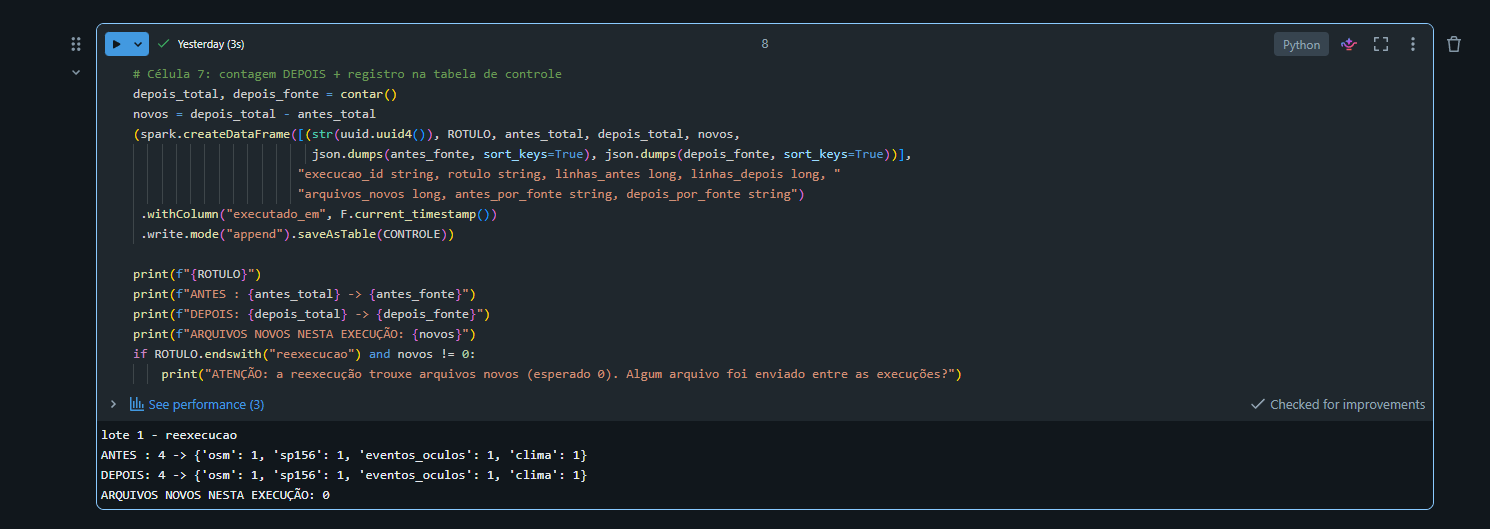 Yesterday (3s)
8
Python
# Célula 7: contagem DEPOIS + registro na tabela de controle
depois_total, depois_fonte = contar()
novos = depois_total - antes_total
(spark.createDataFrame([(str(uuid.uuid4()), ROTULO, antes_total, depois_total, novos,
json.dumps(antes_fonte, sort_keys=True), json.dumps(depois_fonte, sort_keys=True))],
"execucao_id string, rotulo string, linhas_antes long, linhas_depois long, "
"arquivos_novos long, antes_por_fonte string, depois_por_fonte string")
.withColumn("executado_em", F.current_timestamp())
.write.mode("append").saveAsTable(CONTROLE))
print(f"{ROTULO}")
print(f"ANTES : {antes_total} -> {antes_fonte}")
print(f"DEPOIS: {depois_total} -> {depois_fonte}")
print(f"ARQUIVOS NOVOS NESTA EXECUÇÃO: {novos}")
if ROTULO.endswith("reexecucao") and novos != 0:
print("ATENÇÃO: a reexecução trouxe arquivos novos (esperado 0). Algum arquivo foi enviado entre as execuções?")
See performance (3)
Checked for improvements
lote 1 - reexecucao
ANTES : 4 -> {'osm': 1, 'sp156': 1, 'eventos_oculos': 1, 'clima': 1}
DEPOIS: 4 -> {'osm': 1, 'sp156': 1, 'eventos_oculos': 1, 'clima': 1}
ARQUIVOS NOVOS NESTA EXECUÇÃO: 0